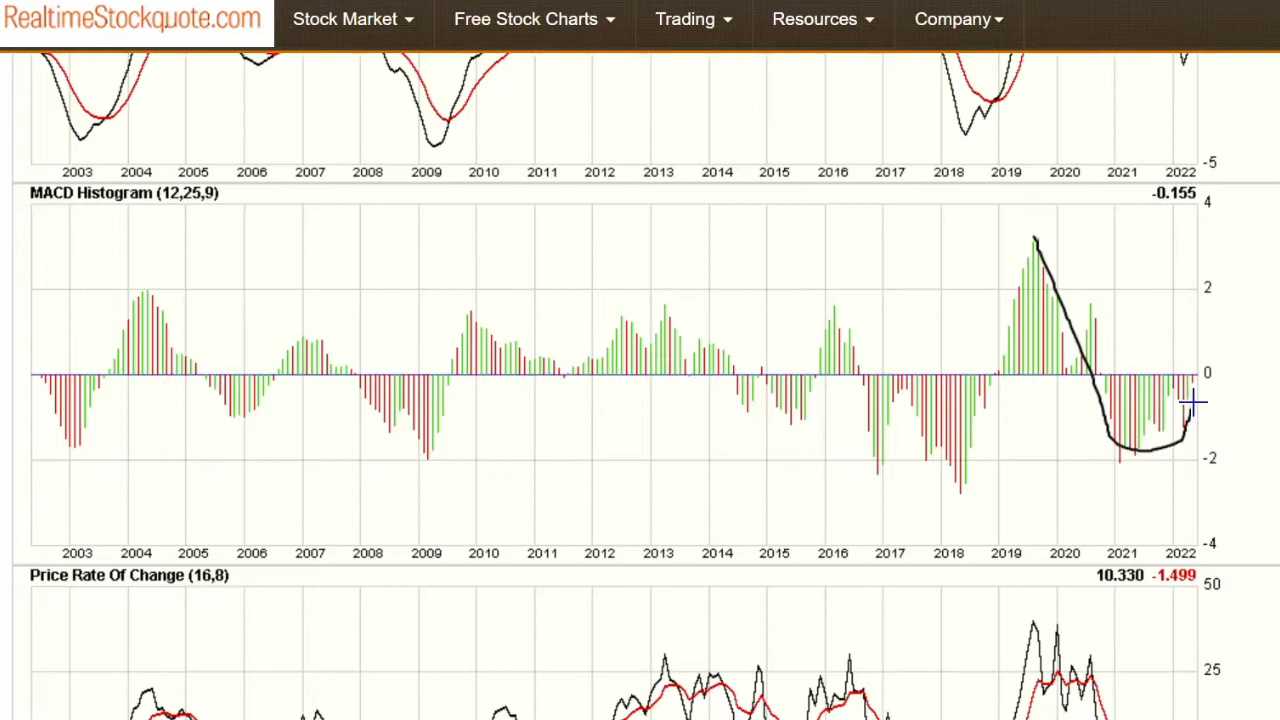 RealtimeStockquote.com Stock Market Free Stock Charts Trading Resources Company
-5
2003 2004 2005 2006 2007 2008 2009 2010 2011 2012 2013 2014 2015 2016 2017 2018 2019 2020 2021 2022
MACD Histogram (12,25,9) -0.155
4
2
0
-2
-4
2003 2004 2005 2006 2007 2008 2009 2010 2011 2012 2013 2014 2015 2016 2017 2018 2019 2020 2021 2022
Price Rate Of Change (16,8) 10.330 -1.499
50
25